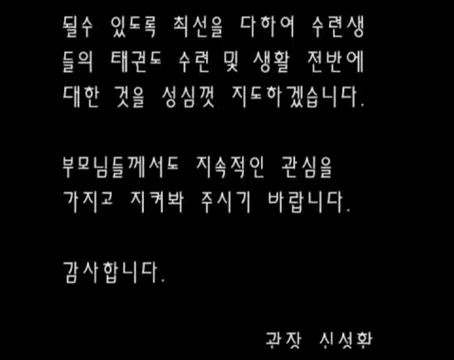 될수 있도록 최선을 다하여 수련생
들의 태권도 수련 및 생활 전반에
대한 것을 성심껏 지도하겠습니다.
부모님들께서도 지속적인 관심을
가지고 지켜봐 주시기 바랍니다.
감사합니다.
관장 신성환